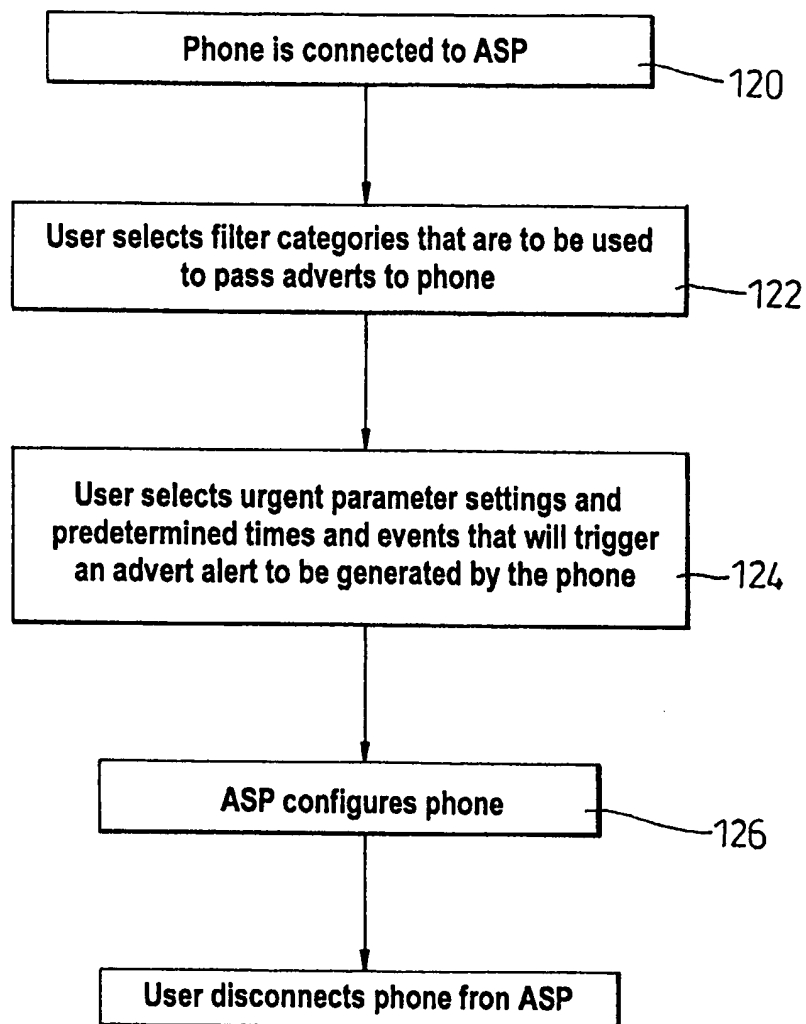 Phone is connected to ASP
120
User selects filter categories that are to be used
to pass adverts to phone
122
User selects urgent parameter settings and
predetermined times and events that will trigger
an advert alert to be generated by the phone
124
ASP configures phone
126
User disconnects phone fron ASP